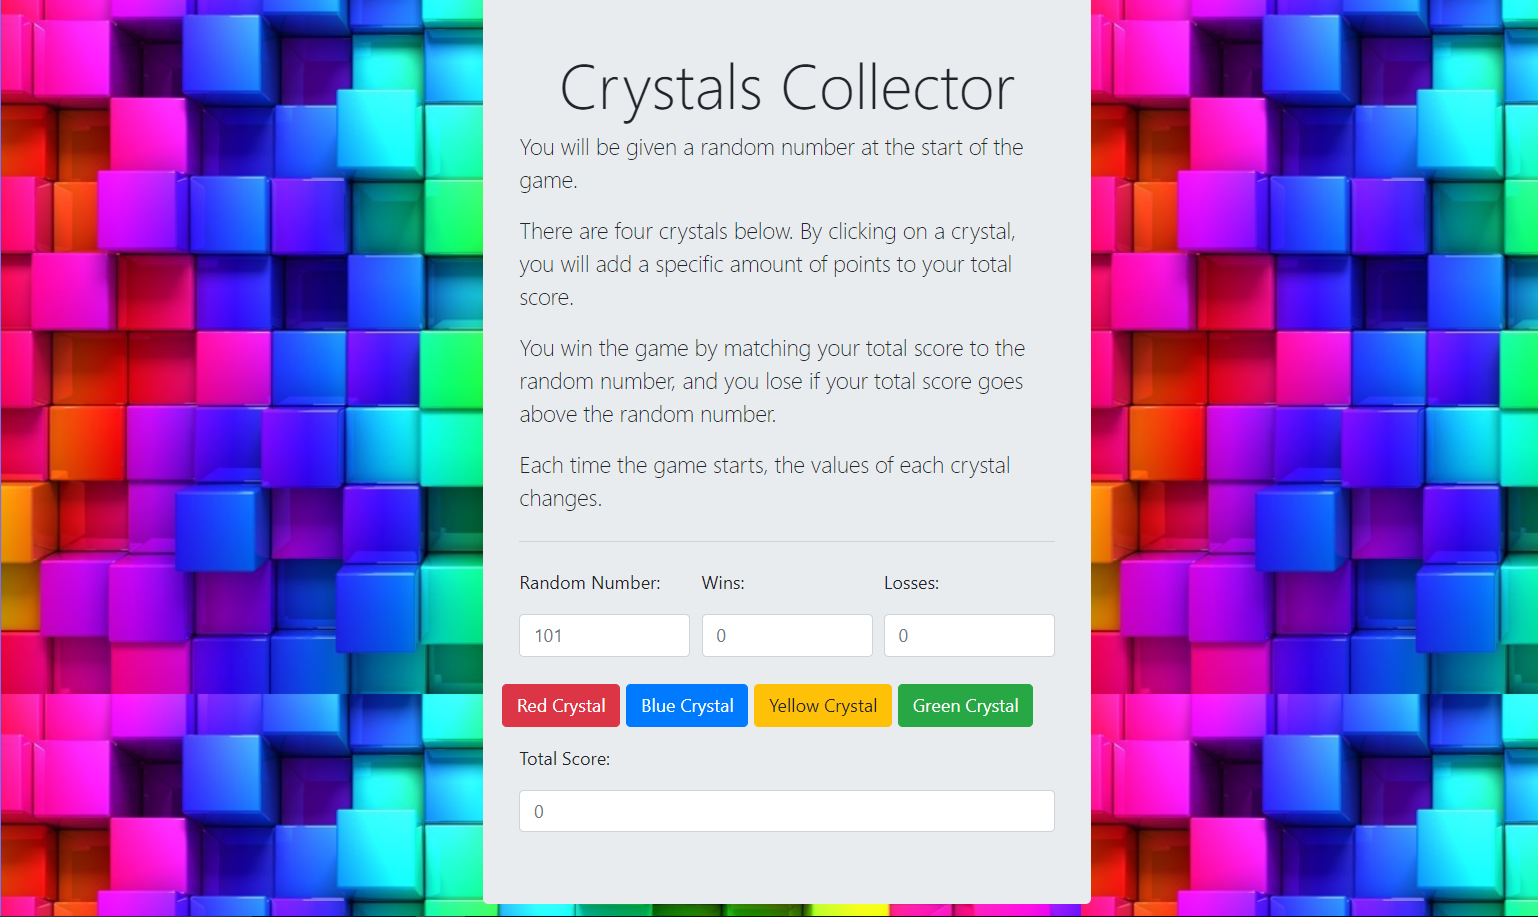 Crystals Collector
You will be given a random number at the start of the
game.
There are four crystals below. By clicking on a crystal,
you will add a specific amount of points to your total
score.
You win the game by matching your total score to the
random number, and you lose if your total score goes
above the random number.
Each time the game starts, the values of each crystal
changes.
Random Number: Wins: Losses:
101 0 0
Red Crystal Blue Crystal Yellow Crystal Green Crystal
Total Score:
0